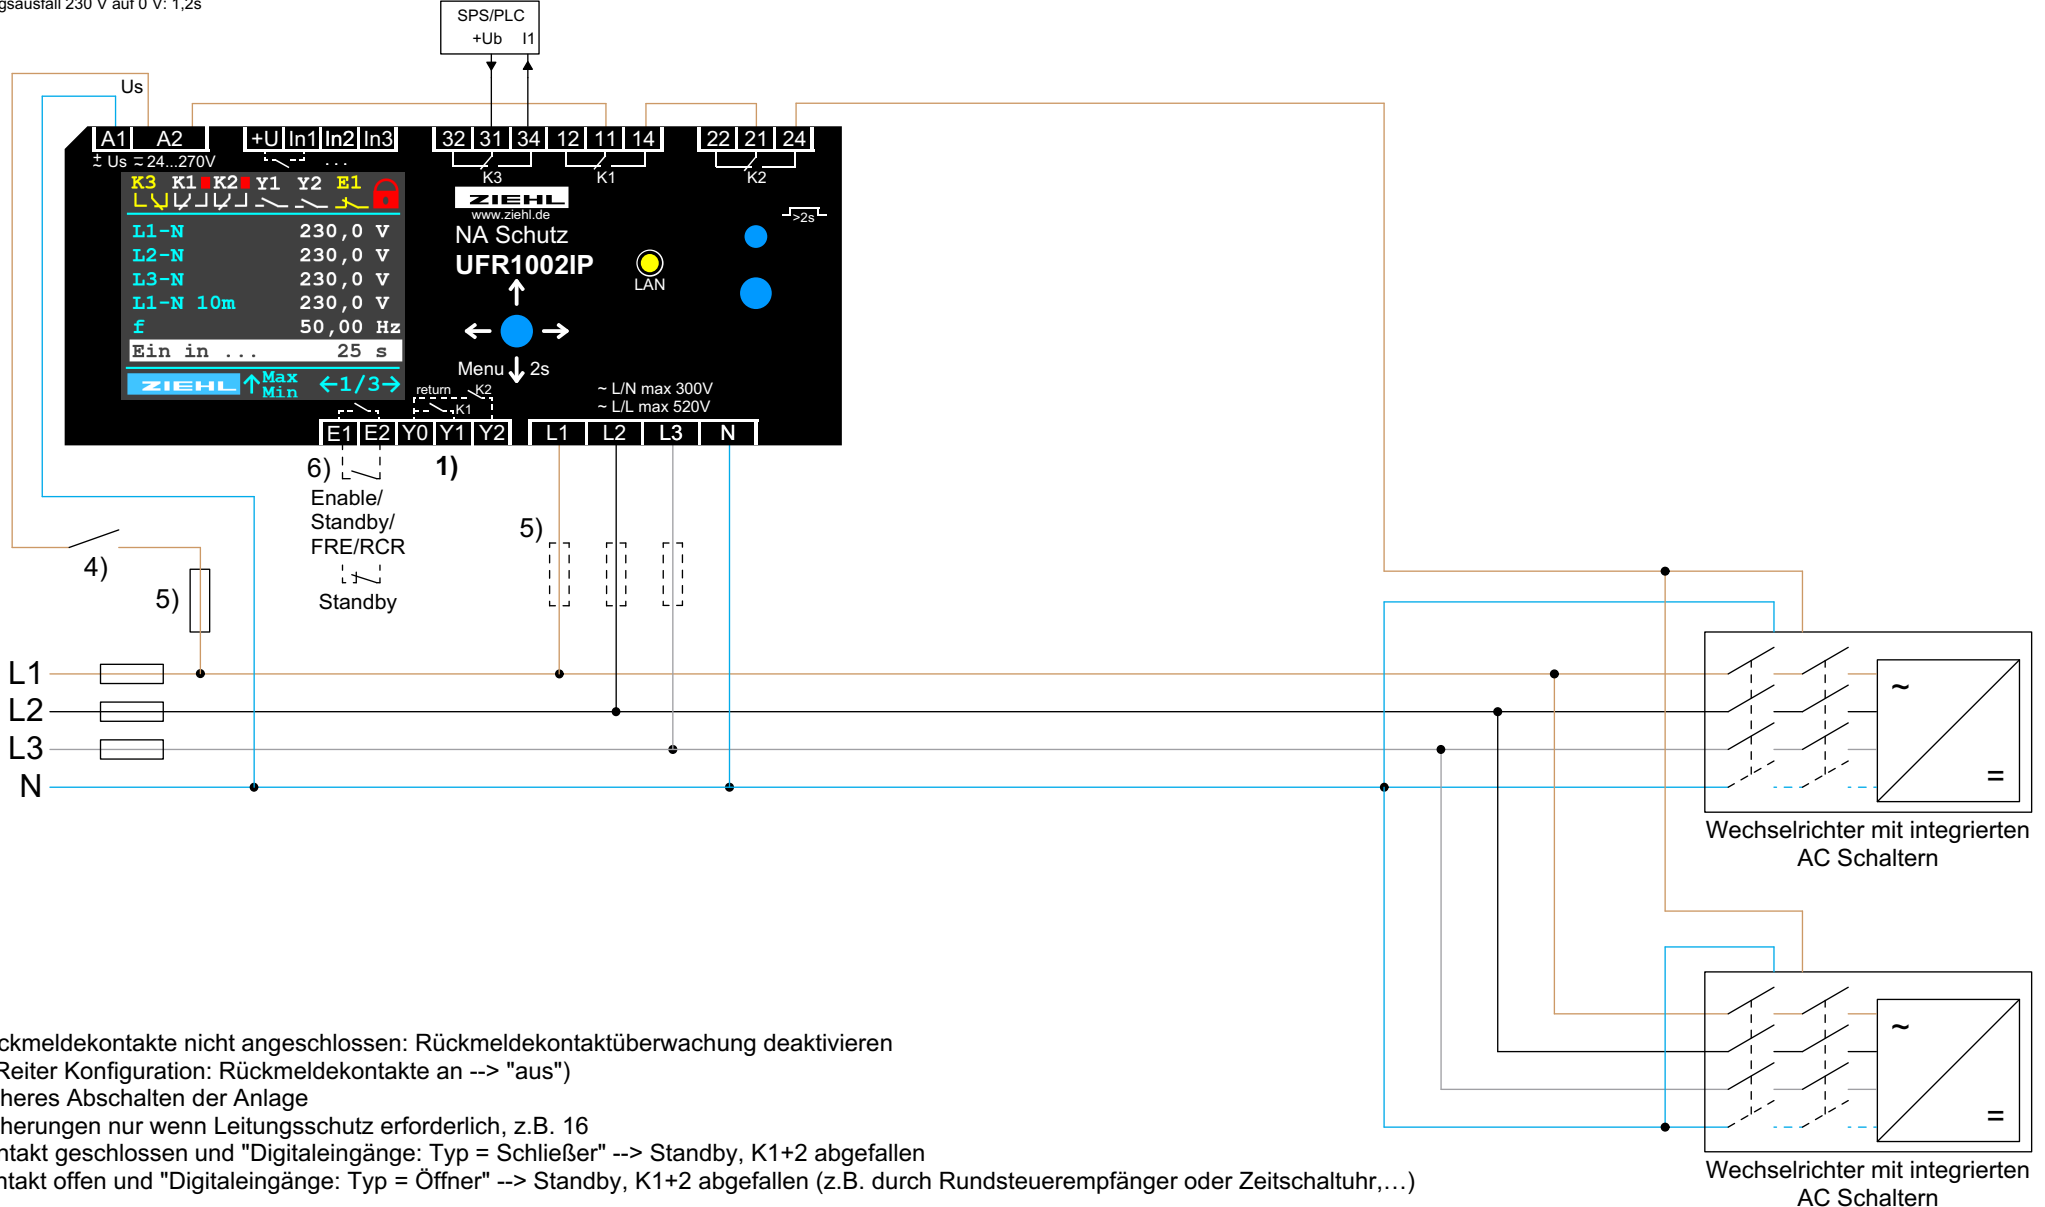 gsausfall 230 V auf 0 V: 1,2s
SPS/PLC
+Ub I1
Us
A1 A2 +U In1 In2 In3 32 31 34 12 11 14 22 21 24
Us 24...270V
...
K3 K1 K2
K3 K1 K2 Y1 Y2 E1
ZIEHL
www.ziehl.de
>2s
NA Schutz
UFR1002IP
LAN
L1-N 230,0 V
L2-N 230,0 V
L3-N 230,0 V
L1-N 10m 230,0 V
f 50,00 Hz
Ein in ... 25 s
ZIEHL Max Min 1/3
Menu 2s
return K2
K1
~ L/N max 300V
~ L/L max 520V
E1 E2 Y0 Y1 Y2 L1 L2 L3 N
6) 1)
Enable/
Standby/
FRE/RCR
Standby
5)
4)
5)
L1
L2
L3
N
~
=
Wechselrichter mit integrierten
AC Schaltern
~
=
Wechselrichter mit integrierten
AC Schaltern
ckmeldekontakte nicht angeschlossen: Rückmeldekontaktüberwachung deaktivieren
Reiter Konfiguration: Rückmeldekontakte an --> "aus")
heres Abschalten der Anlage
herungen nur wenn Leitungsschutz erforderlich, z.B. 16
ntakt geschlossen und "Digitaleingänge: Typ = Schließer" --> Standby, K1+2 abgefallen
ntakt offen und "Digitaleingänge: Typ = Öffner" --> Standby, K1+2 abgefallen (z.B. durch Rundsteuerempfänger oder Zeitschaltuhr,…)